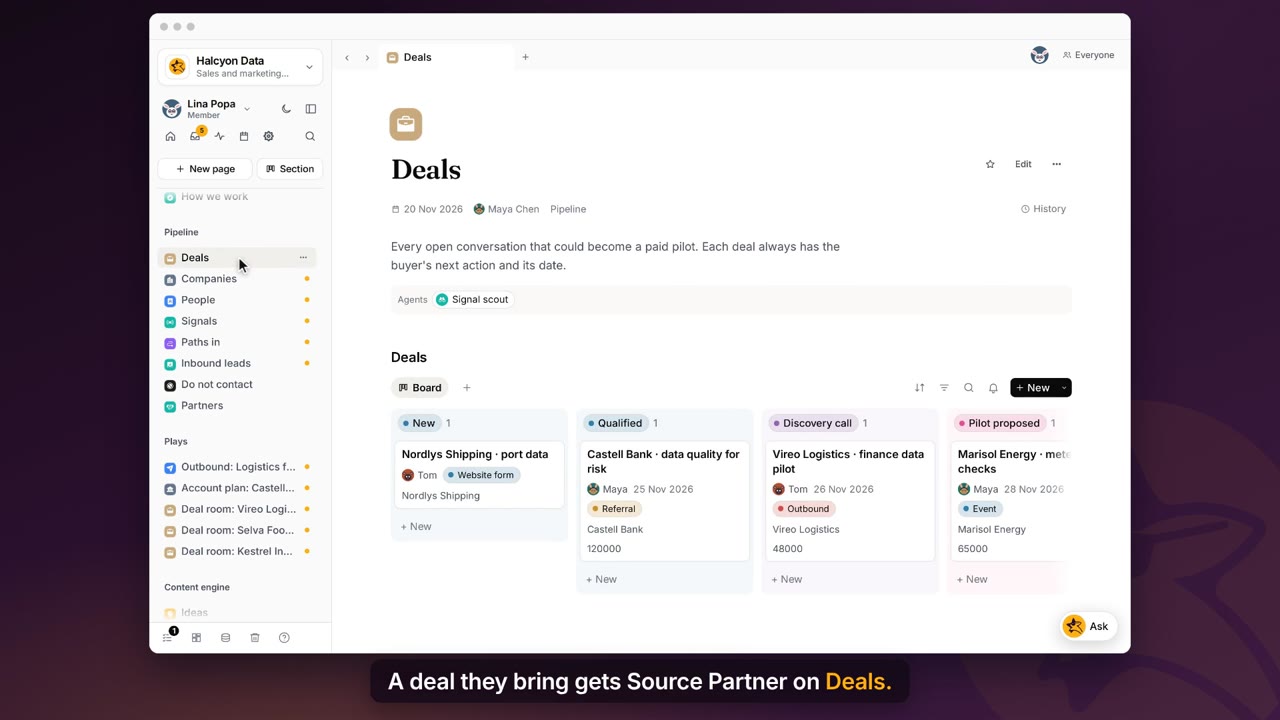 Halcyon Data
Sales and marketing...
Lina Popa
Member
5
+ New page
Section
How we work
Pipeline
Deals
Companies
People
Signals
Paths in
Inbound leads
Do not contact
Partners
Plays
Outbound: Logistics f...
Account plan: Castell...
Deal room: Vireo Logi...
Deal room: Selva Foo...
Deal room: Kestrel In...
Content engine
Ideas
1
Deals
Everyone
Deals
Edit
20 Nov 2026 Maya Chen Pipeline
History
Every open conversation that could become a paid pilot. Each deal always has the
buyer's next action and its date.
Agents Signal scout
Deals
Board
+ New
New 1
Nordlys Shipping · port data
Tom Website form
Nordlys Shipping
+ New
Qualified 1
Castell Bank · data quality for
risk
Maya 25 Nov 2026
Referral
Castell Bank
120000
+ New
Discovery call 1
Vireo Logistics · finance data
pilot
Tom 26 Nov 2026
Outbound
Vireo Logistics
48000
+ New
Pilot proposed 1
Marisol Energy · mete
checks
Maya 28 Nov 2026
Event
Marisol Energy
65000
+ New
Ask
A deal they bring gets Source Partner on Deals.